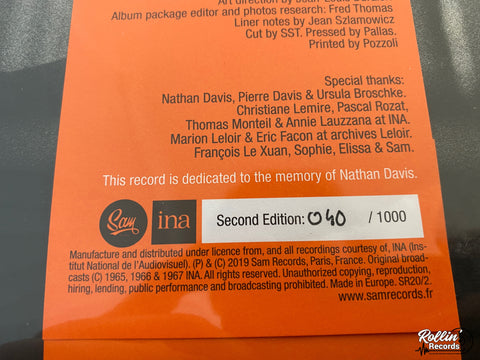 Album package editor and photos research: Fred Thomas
Liner notes by Jean Szlamowicz
Cut by SST. Pressed by Pallas.
Printed by Pozzoli
Special thanks:
Nathan Davis, Pierre Davis & Ursula Broschke.
Christiane Lemire, Pascal Rozat,
Thomas Monteil & Annie Lauzzana at INA.
Marion Leloir & Eric Facon at archives Leloir.
François Le Xuan, Sophie, Elissa & Sam.
This record is dedicated to the memory of Nathan Davis.
Sam ina Second Edition: 040 / 1000
Manufacture and distributed under licence from, and all recordings courtesy of, INA (Ins-
titut National de l'Audiovisuel). (P) & (C) 2019 Sam Records, Paris, France. Original broad-
casts (C) 1965, 1966 & 1967 INA. All rights reserved. Unauthorized copying, reproduction,
hiring, lending, public performance and broadcasting prohibited. Made in Europe. SR20/2.
www.samrecords.fr
Rollin'
Records